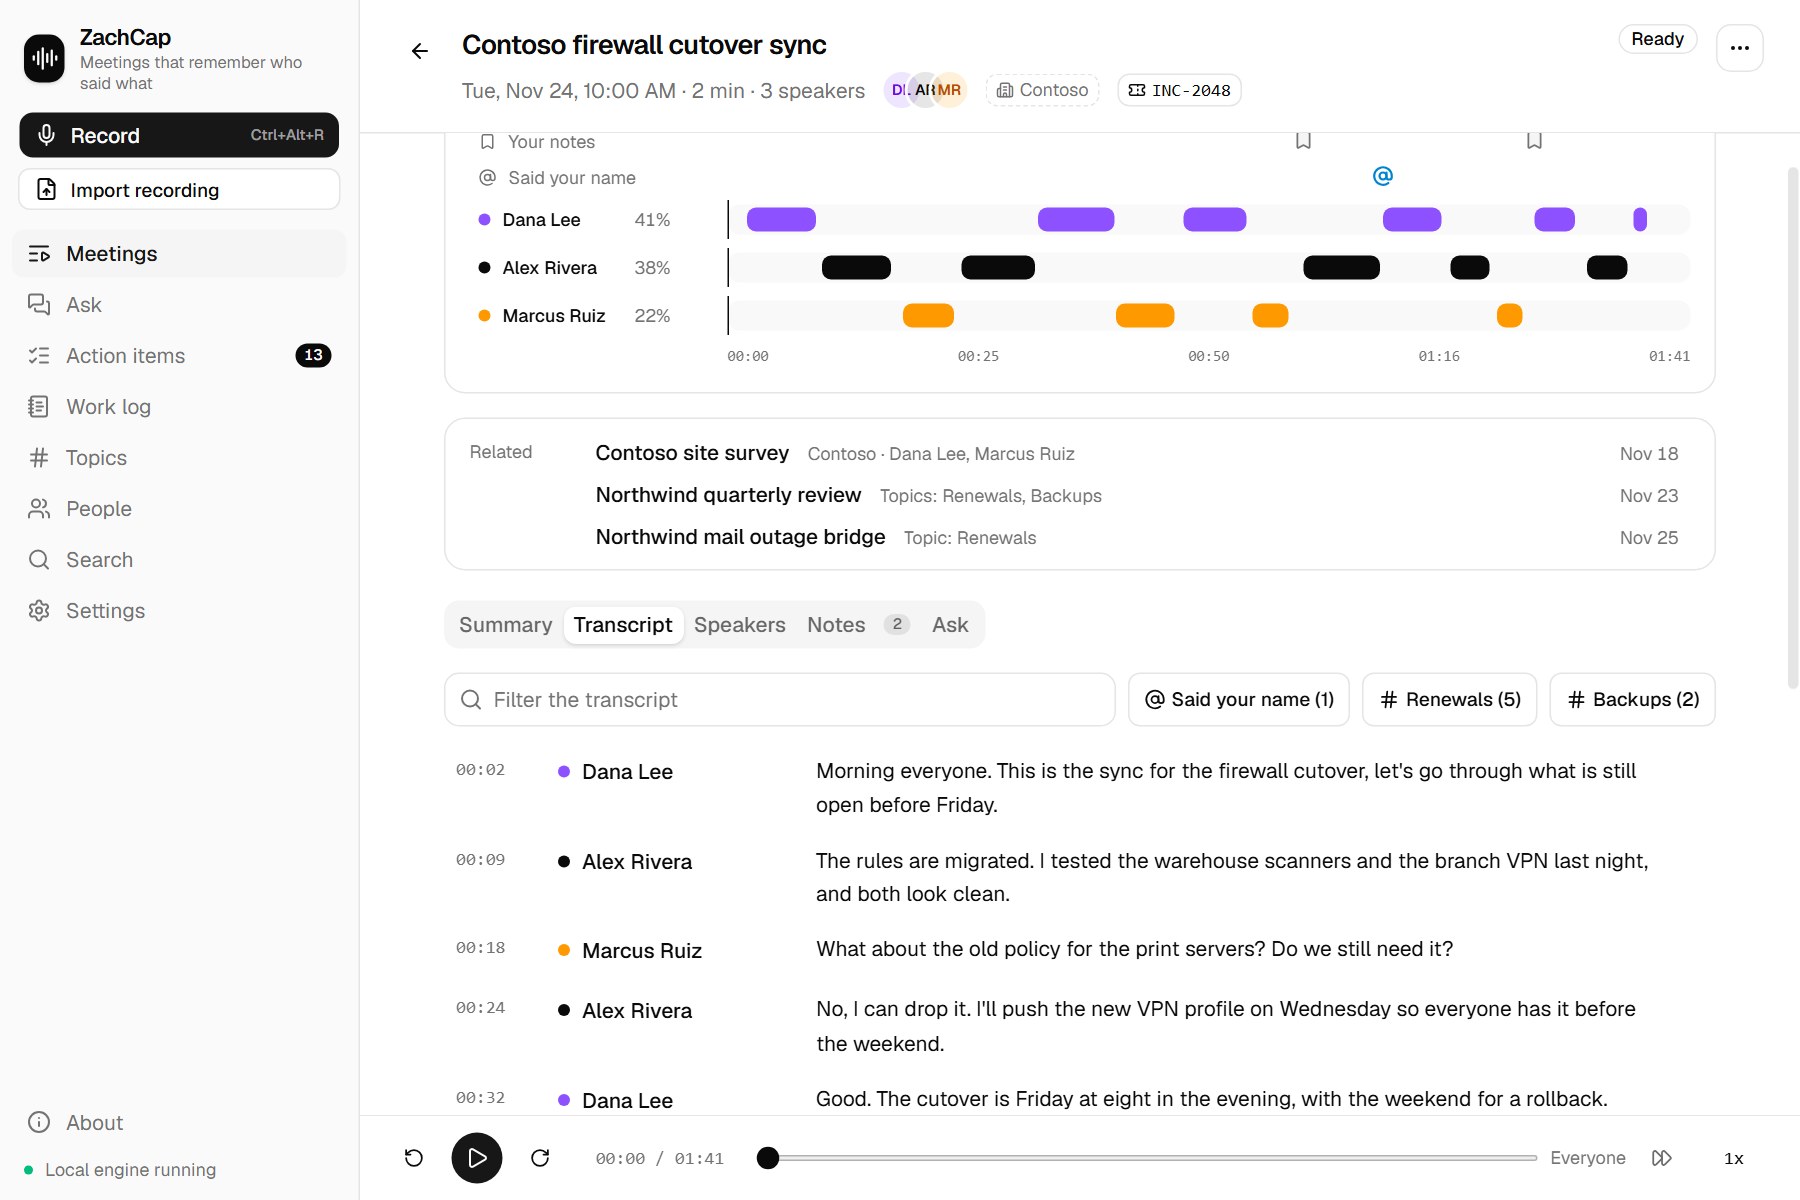 ZachCap
Meetings that remember who
said what
Record Ctrl+Alt+R
Import recording
Meetings
Ask
Action items 13
Work log
Topics
People
Search
Settings
About
Local engine running
Contoso firewall cutover sync
Ready
Tue, Nov 24, 10:00 AM · 2 min · 3 speakers
MR
Contoso
INC-2048
Your notes
Said your name
Dana Lee 41%
Alex Rivera 38%
Marcus Ruiz 22%
00:00 00:25 00:50 01:16 01:41
Related
Contoso site survey Contoso · Dana Lee, Marcus Ruiz Nov 18
Northwind quarterly review Topics: Renewals, Backups Nov 23
Northwind mail outage bridge Topic: Renewals Nov 25
Summary Transcript Speakers Notes 2 Ask
Filter the transcript
@ Said your name (1)
# Renewals (5)
# Backups (2)
00:02 Dana Lee Morning everyone. This is the sync for the firewall cutover, let's go through what is still
open before Friday.
00:09 Alex Rivera The rules are migrated. I tested the warehouse scanners and the branch VPN last night,
and both look clean.
00:18 Marcus Ruiz What about the old policy for the print servers? Do we still need it?
00:24 Alex Rivera No, I can drop it. I'll push the new VPN profile on Wednesday so everyone has it before
the weekend.
00:32 Dana Lee Good. The cutover is Friday at eight in the evening, with the weekend for a rollback.
00:00 / 01:41
Everyone
1x